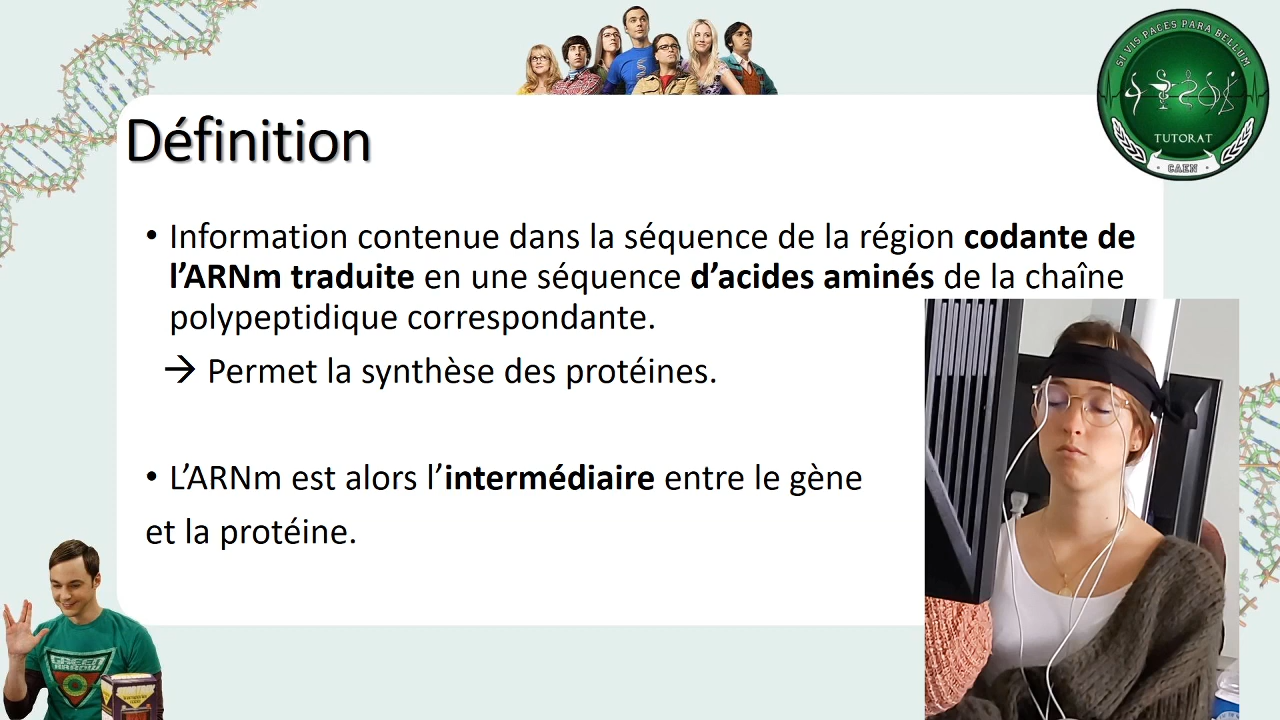 SI VIS PACES PARA BELLUM
TUTORAT
CAEN
Définition
• Information contenue dans la séquence de la région codante de
l’ARNm traduite en une séquence d’acides aminés de la chaîne
polypeptidique correspondante.
→ Permet la synthèse des protéines.
• L’ARNm est alors l’intermédiaire entre le gène
et la protéine.
GREEN